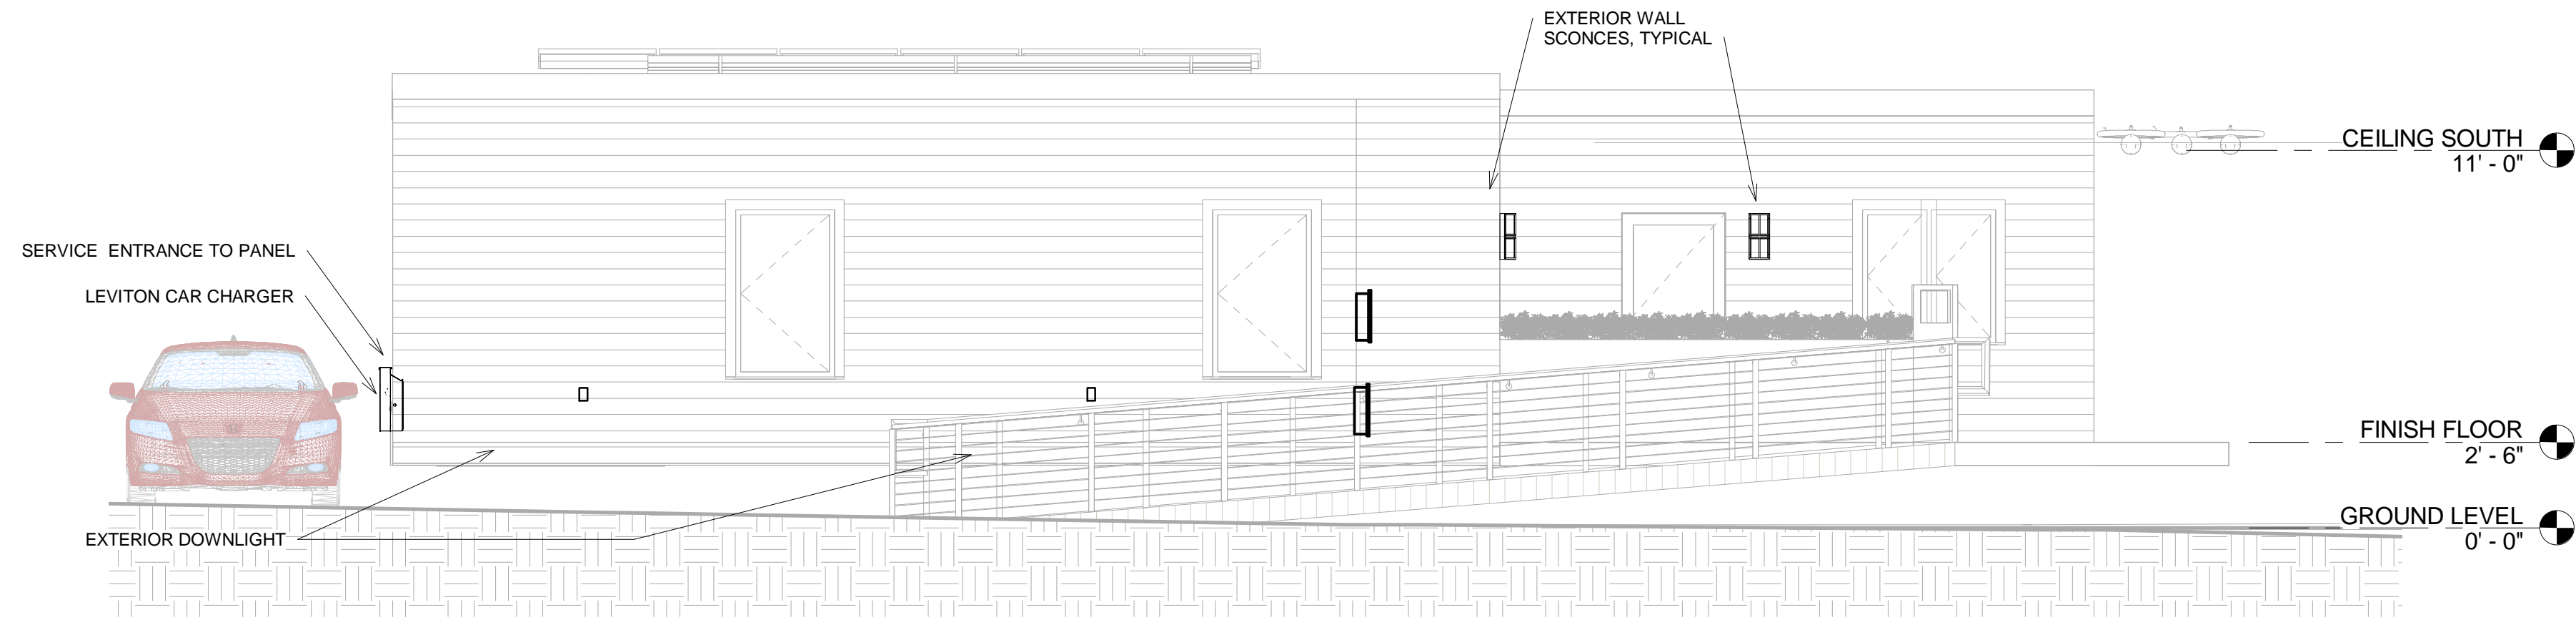 EXTERIOR WALL
SCONCES, TYPICAL
CEILING SOUTH
11' - 0"
SERVICE  ENTRANCE TO PANEL
LEVITON CAR CHARGER
FINISH FLOOR
2' - 6"
GROUND LEVEL
0' - 0"
EXTERIOR DOWNLIGHT